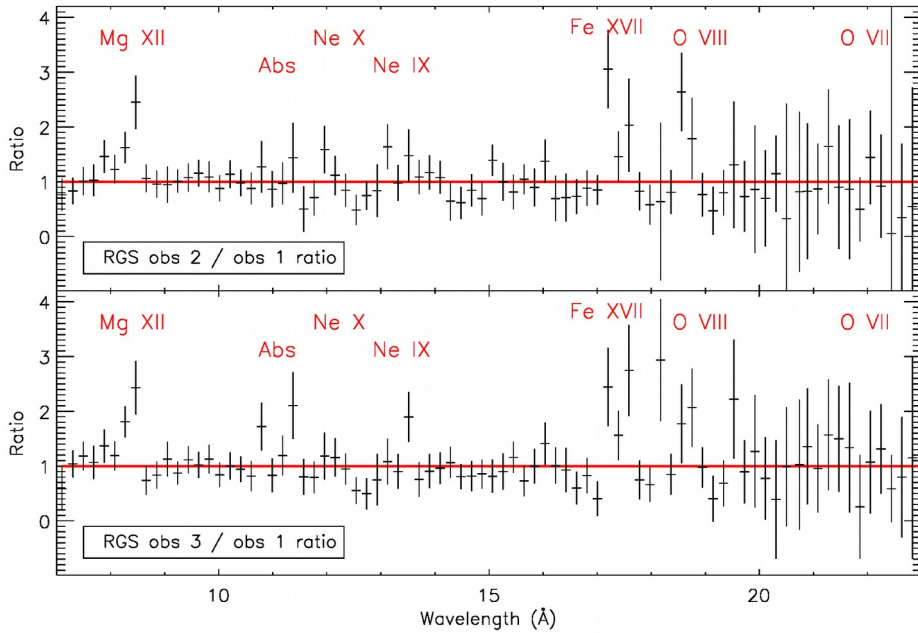 4
3
2
1
0
Ratio
Mg XII
Abs
Ne X
Ne IX
Fe XVII
O VIII
O VII
RGS obs 2 / obs 1 ratio
4
3
2
1
0
Ratio
Mg XII
Abs
Ne X
Ne IX
Fe XVII
O VIII
O VII
RGS obs 3 / obs 1 ratio
10
15
20
Wavelength (Å)